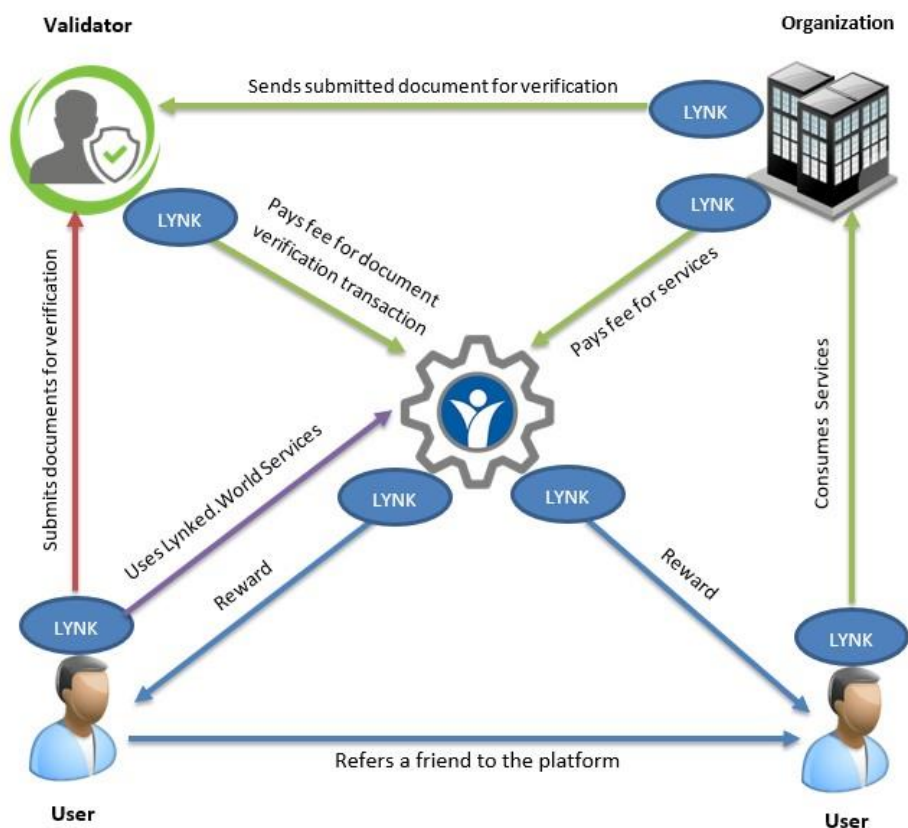 Validator
Organization
Sends submitted document for verification
LYNK
LYNK
LYNK
Pays fee for document
verification transaction
Pays fee for services
Submits documents for verification
Uses Lynked.World Services
Consumes Services
LYNK
LYNK
Reward
Reward
LYNK
LYNK
Refers a friend to the platform
User
User